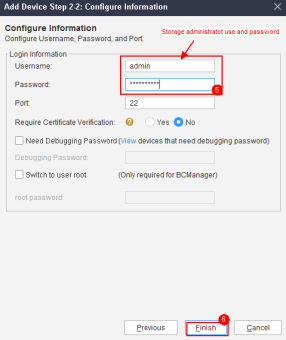 Add Device Step 2-2: Configure Information
Configure Information
Configure Username, Password, and Port.
Storage administratot use and password
Login Information
Username:
admin
Password:
**********
5
Port:
22
Require Certificate Verification:
Yes
No
Need Debugging Password (View devices that need debugging password)
Debugging Password:
Switch to user root
(Only required for BCManager)
root password:
6
Previous
Finish
Cancel